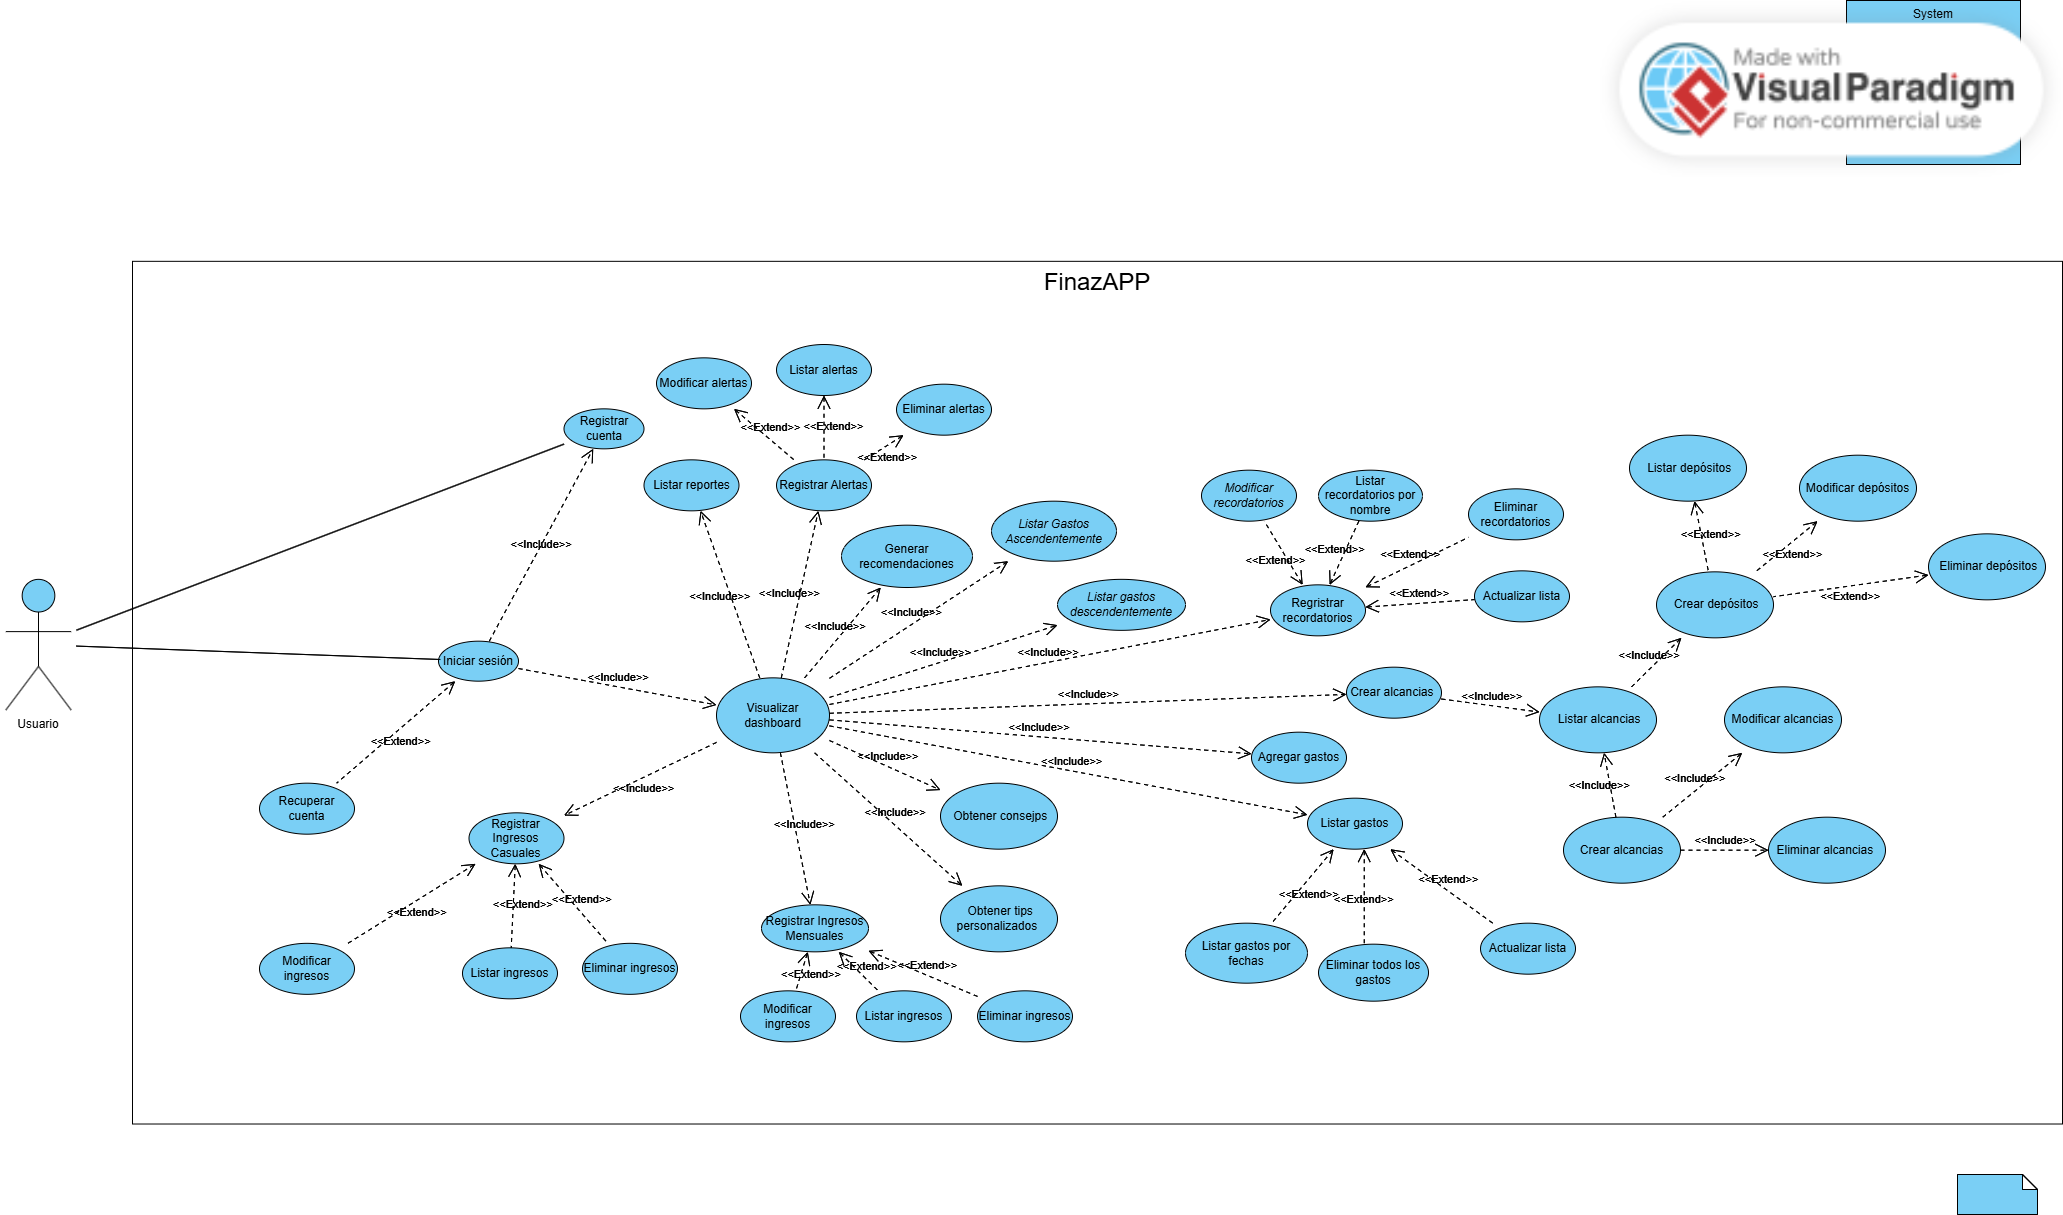 System
Made with
Visual Paradigm
For non-commercial use
FinazAPP
Usuario
Registrar
cuenta
Iniciar sesión
Recuperar
cuenta
<<Include>>
<<Include>>
<<Extend>>
Visualizar
dashboard
Modificar alertas
Listar alertas
Eliminar alertas
<<Extend>>
<<Extend>>
<<Extend>>
Listar reportes
Registrar Alertas
<<Include>>
<<Include>>
Generar
recomendaciones
<<Include>>
Listar Gastos
Ascendentemente
<<Include>>
Listar gastos
descendentemente
<<Include>>
<<Include>>
Modificar
recordatorios
Listar
recordatorios por
nombre
Eliminar
recordatorios
Actualizar lista
<<Extend>>
<<Extend>>
<<Extend>>
<<Extend>>
Regristrar
recordatorios
Listar depósitos
Modificar depósitos
Eliminar depósitos
<<Extend>>
<<Extend>>
<<Extend>>
Crear depósitos
<<Include>>
<<Include>>
Crear alcancias
<<Include>>
Listar alcancias
Modificar alcancias
<<Include>>
<<Include>>
Crear alcancias
<<Include>>
Eliminar alcancias
<<Include>>
Agregar gastos
<<Include>>
Listar gastos
<<Extend>>
<<Extend>>
<<Extend>>
Listar gastos por
fechas
Eliminar todos los
gastos
Actualizar lista
<<Include>>
Obtener consejps
<<Include>>
Obtener tips
personalizados
<<Include>>
Registrar
Ingresos
Casuales
<<Extend>>
<<Extend>>
<<Extend>>
Modificar
ingresos
Listar ingresos
Eliminar ingresos
<<Include>>
Registrar Ingresos
Mensuales
<<Extend>>
<<Extend>>
<<Extend>>
Modificar
ingresos
Listar ingresos
Eliminar ingresos